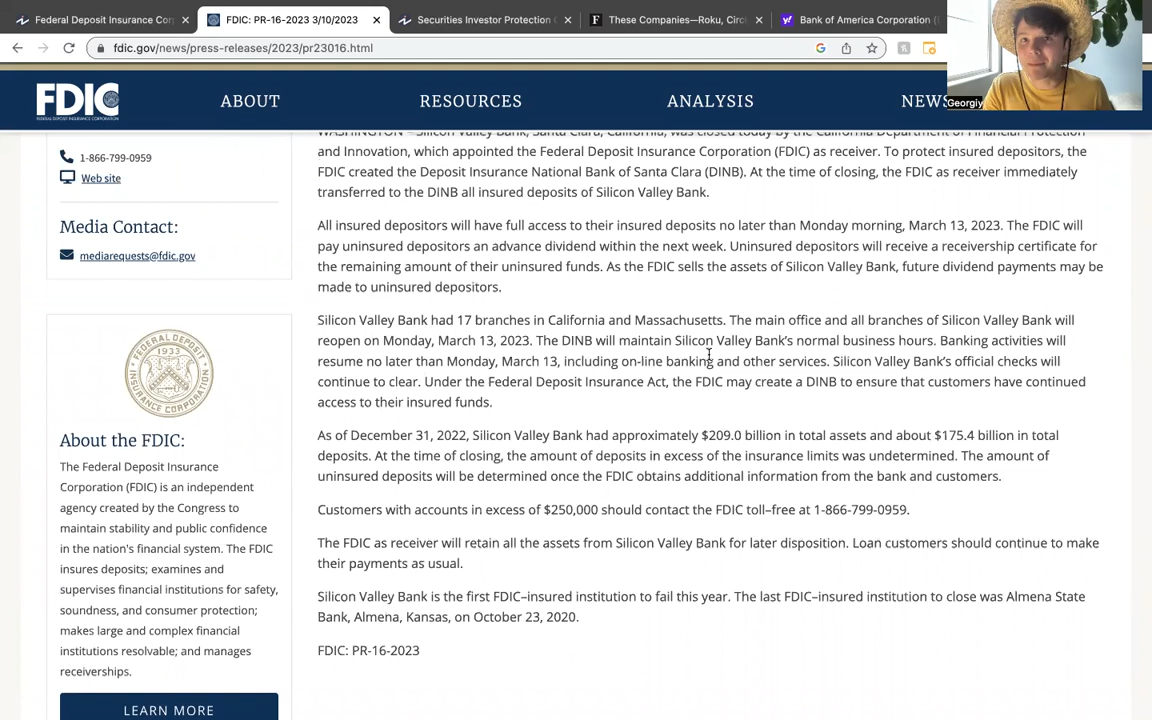 Federal Deposit Insurance Cor
FDIC: PR-16-2023 3/10/2023
Securities Investor Protection C
These Companies—Roku, Circ
Bank of America Corporation (
fdic.gov/news/press-releases/2023/pr23016.html
Georgiy
FDIC
FEDERAL DEPOSIT INSURANCE CORPORATION
ABOUT
RESOURCES
ANALYSIS
NEWS
1-866-799-0959
Web site
Media Contact:
mediarequests@fdic.gov
FEDERAL DEPOSIT INSURANCE CORPORATION
1933
About the FDIC:
The Federal Deposit Insurance
Corporation (FDIC) is an independent
agency created by the Congress to
maintain stability and public confidence
in the nation's financial system. The FDIC
insures deposits; examines and
supervises financial institutions for safety,
soundness, and consumer protection;
makes large and complex financial
institutions resolvable; and manages
receiverships.
LEARN MORE
WASHINGTON – Silicon Valley Bank, Santa Clara, California, was closed today by the California Department of Financial Protection
and Innovation, which appointed the Federal Deposit Insurance Corporation (FDIC) as receiver. To protect insured depositors, the
FDIC created the Deposit Insurance National Bank of Santa Clara (DINB). At the time of closing, the FDIC as receiver immediately
transferred to the DINB all insured deposits of Silicon Valley Bank.
All insured depositors will have full access to their insured deposits no later than Monday morning, March 13, 2023. The FDIC will
pay uninsured depositors an advance dividend within the next week. Uninsured depositors will receive a receivership certificate for
the remaining amount of their uninsured funds. As the FDIC sells the assets of Silicon Valley Bank, future dividend payments may be
made to uninsured depositors.
Silicon Valley Bank had 17 branches in California and Massachusetts. The main office and all branches of Silicon Valley Bank will
reopen on Monday, March 13, 2023. The DINB will maintain Silicon Valley Bank's normal business hours. Banking activities will
resume no later than Monday, March 13, including on-line banking and other services. Silicon Valley Bank's official checks will
continue to clear. Under the Federal Deposit Insurance Act, the FDIC may create a DINB to ensure that customers have continued
access to their insured funds.
As of December 31, 2022, Silicon Valley Bank had approximately $209.0 billion in total assets and about $175.4 billion in total
deposits. At the time of closing, the amount of deposits in excess of the insurance limits was undetermined. The amount of
uninsured deposits will be determined once the FDIC obtains additional information from the bank and customers.
Customers with accounts in excess of $250,000 should contact the FDIC toll–free at 1-866-799-0959.
The FDIC as receiver will retain all the assets from Silicon Valley Bank for later disposition. Loan customers should continue to make
their payments as usual.
Silicon Valley Bank is the first FDIC–insured institution to fail this year. The last FDIC–insured institution to close was Almena State
Bank, Almena, Kansas, on October 23, 2020.
FDIC: PR-16-2023